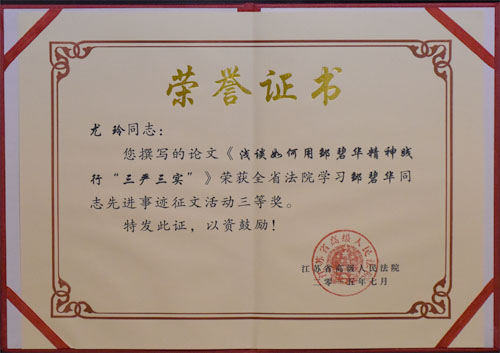 荣誉证书
尤 玲同志：
您撰写的论文《浅谈如何用邹碧华精神践
行“三严三实”》荣获全省法院学习邹碧华同
志先进事迹征文活动三等奖。
特发此证，以资鼓励！
江苏省高级人民法院
二〇一五年七月